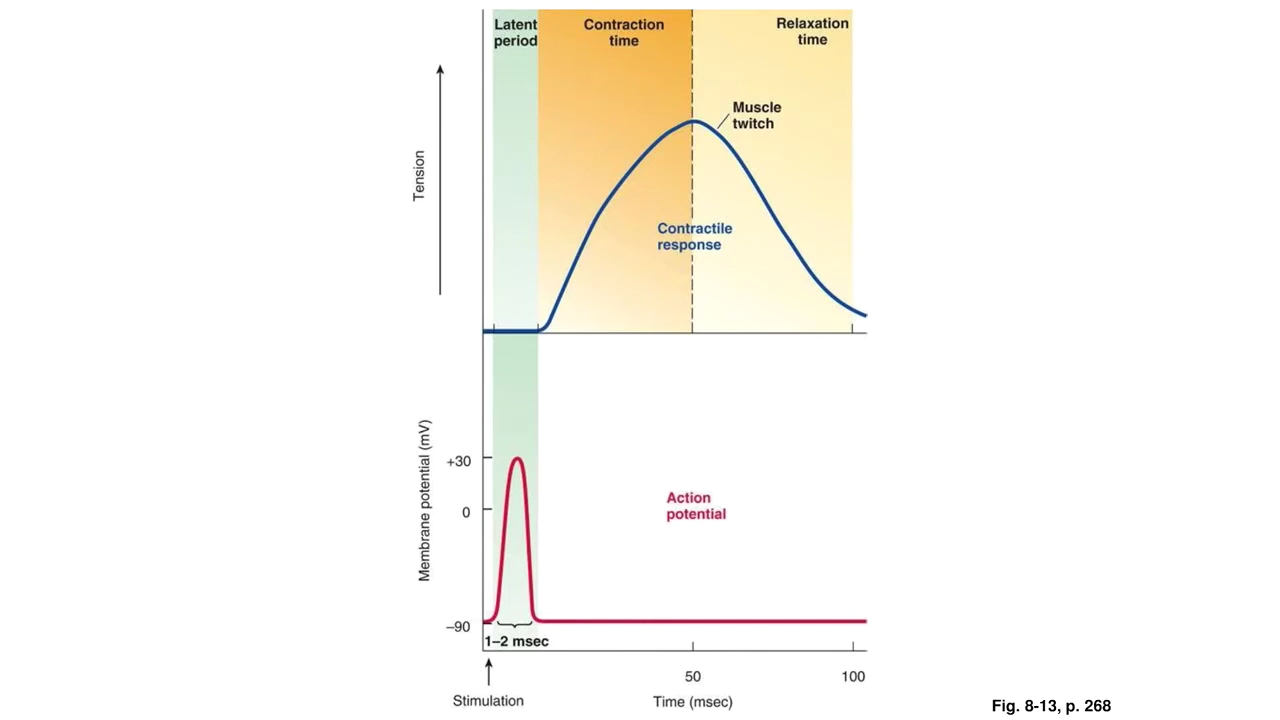 Latent
period
Contraction
time
Relaxation
time
Muscle
twitch
Tension
Contractile
response
Membrane potential (mV)
+30
0
–90
Action
potential
1–2 msec
50
100
Stimulation
Time (msec)
Fig. 8-13, p. 268